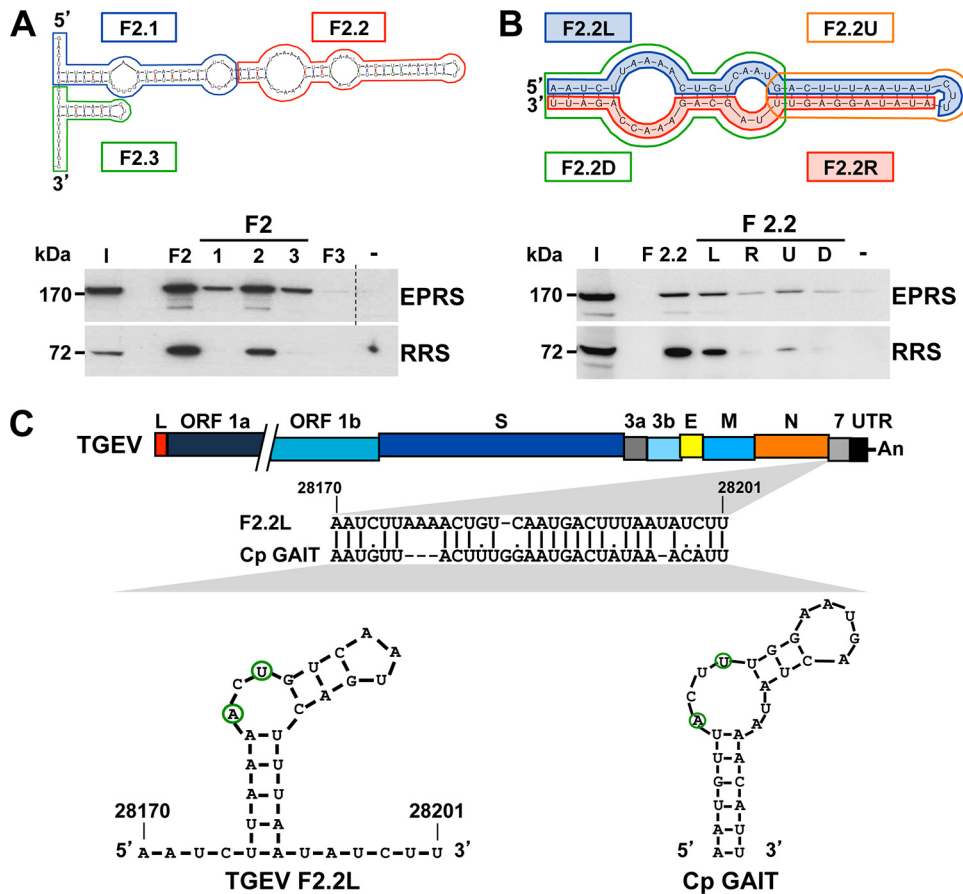 A
5'
F2.1
F2.2
F2.3
3'
B
F2.2L
F2.2U
5' A-A-U-C-U
U-A-A-A-A
C-U-G-U
C-A-A-U
G-A-C-U-U-U-A-A-U-A-U
C-U
U
3' U-U-A-G-A
C-C-A-A-A
G-A-C-G-A
U
U-U-G-A-G-G-A-U-A-U-A
F2.2D
F2.2R
kDa I F2 F2 1 2 3 F3 -
170 EPRS
72 RRS
kDa I F 2.2 F 2.2 L R U D -
170 EPRS
72 RRS
C
L ORF 1a ORF 1b S 3a 3b E M N 7 UTR
TGEV An
28170 28201
F2.2L AAUCUUAAAACUGU-CAAUGACUUUAAUAUCUU
Cp GAIT AAUGUU---ACUUUGGAAUGACUAUAA-ACAUU
28170
5' A-A-U-C-U-U-A-A-A-A-C-U-G-U-C-A-A-U-G-A-C-U-U-U-A-A-U-A-U-C-U-U 3'
28201
TGEV F2.2L
A-A-U-G-U-U-A-C-U-U-U-G-G-A-A-U-G-A-C-U-A-U-A-A-A-C-A-U-U
5' 3'
Cp GAIT